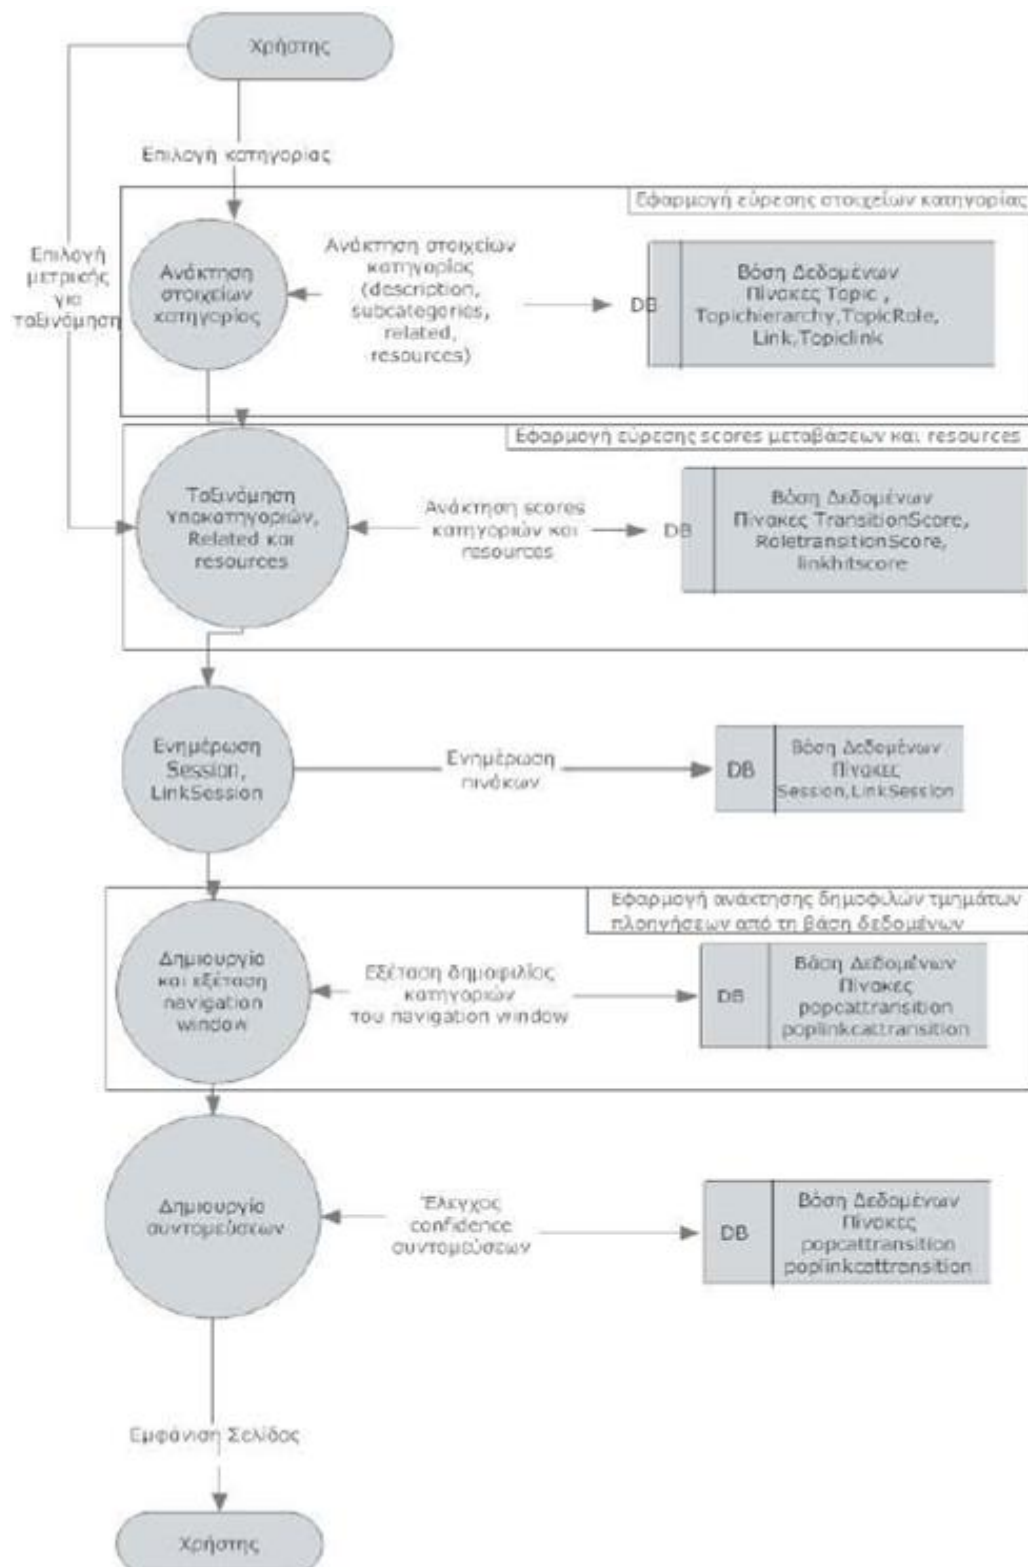 Χρήστης
Επιλογή κατηγορίας
Εφαρμογή εύρεσης στοιχείων κατηγορίας
Επιλογή
μετρικής
για
ταξινόμηση
Ανάκτηση
στοιχείων
κατηγορίας
Ανάκτηση στοιχείων
κατηγορίας
(description,
subcategories,
related,
resources)
DB
Βάση Δεδομένων
Πίνακες Topic ,
Topichierarchy,TopicRole,
Link,Topiclink
Εφαρμογή εύρεσης scores μεταβάσεων και resources
Ταξινόμηση
Υποκατηγοριών,
Related και
resources
Ανάκτηση scores
κατηγοριών και
resources
DB
Βάση Δεδομένων
Πίνακες TransitionScore,
RoletransitionScore,
linkhitscore
Ενημέρωση
Session,
LinkSession
Ενημέρωση
πινάκων
DB
Βάση Δεδομένων
Πίνακες
Session,LinkSession
Εφαρμογή ανάκτησης δημοφιλών τμημάτων
πλοηγήσεων από τη βάση δεδομένων
Δημιουργία
και εξέταση
navigation
window
Εξέταση δημοφιλίας
κατηγοριών
του navigation window
DB
Βάση Δεδομένων
Πίνακες
popcattransition
poplinkcattransition
Δημιουργία
συντομεύσεων
Έλεγχος
confidence
συντομεύσεων
DB
Βάση Δεδομένων
Πίνακες
popcattransition
poplinkcattransition
Εμφάνιση Σελίδας
Χρήστης